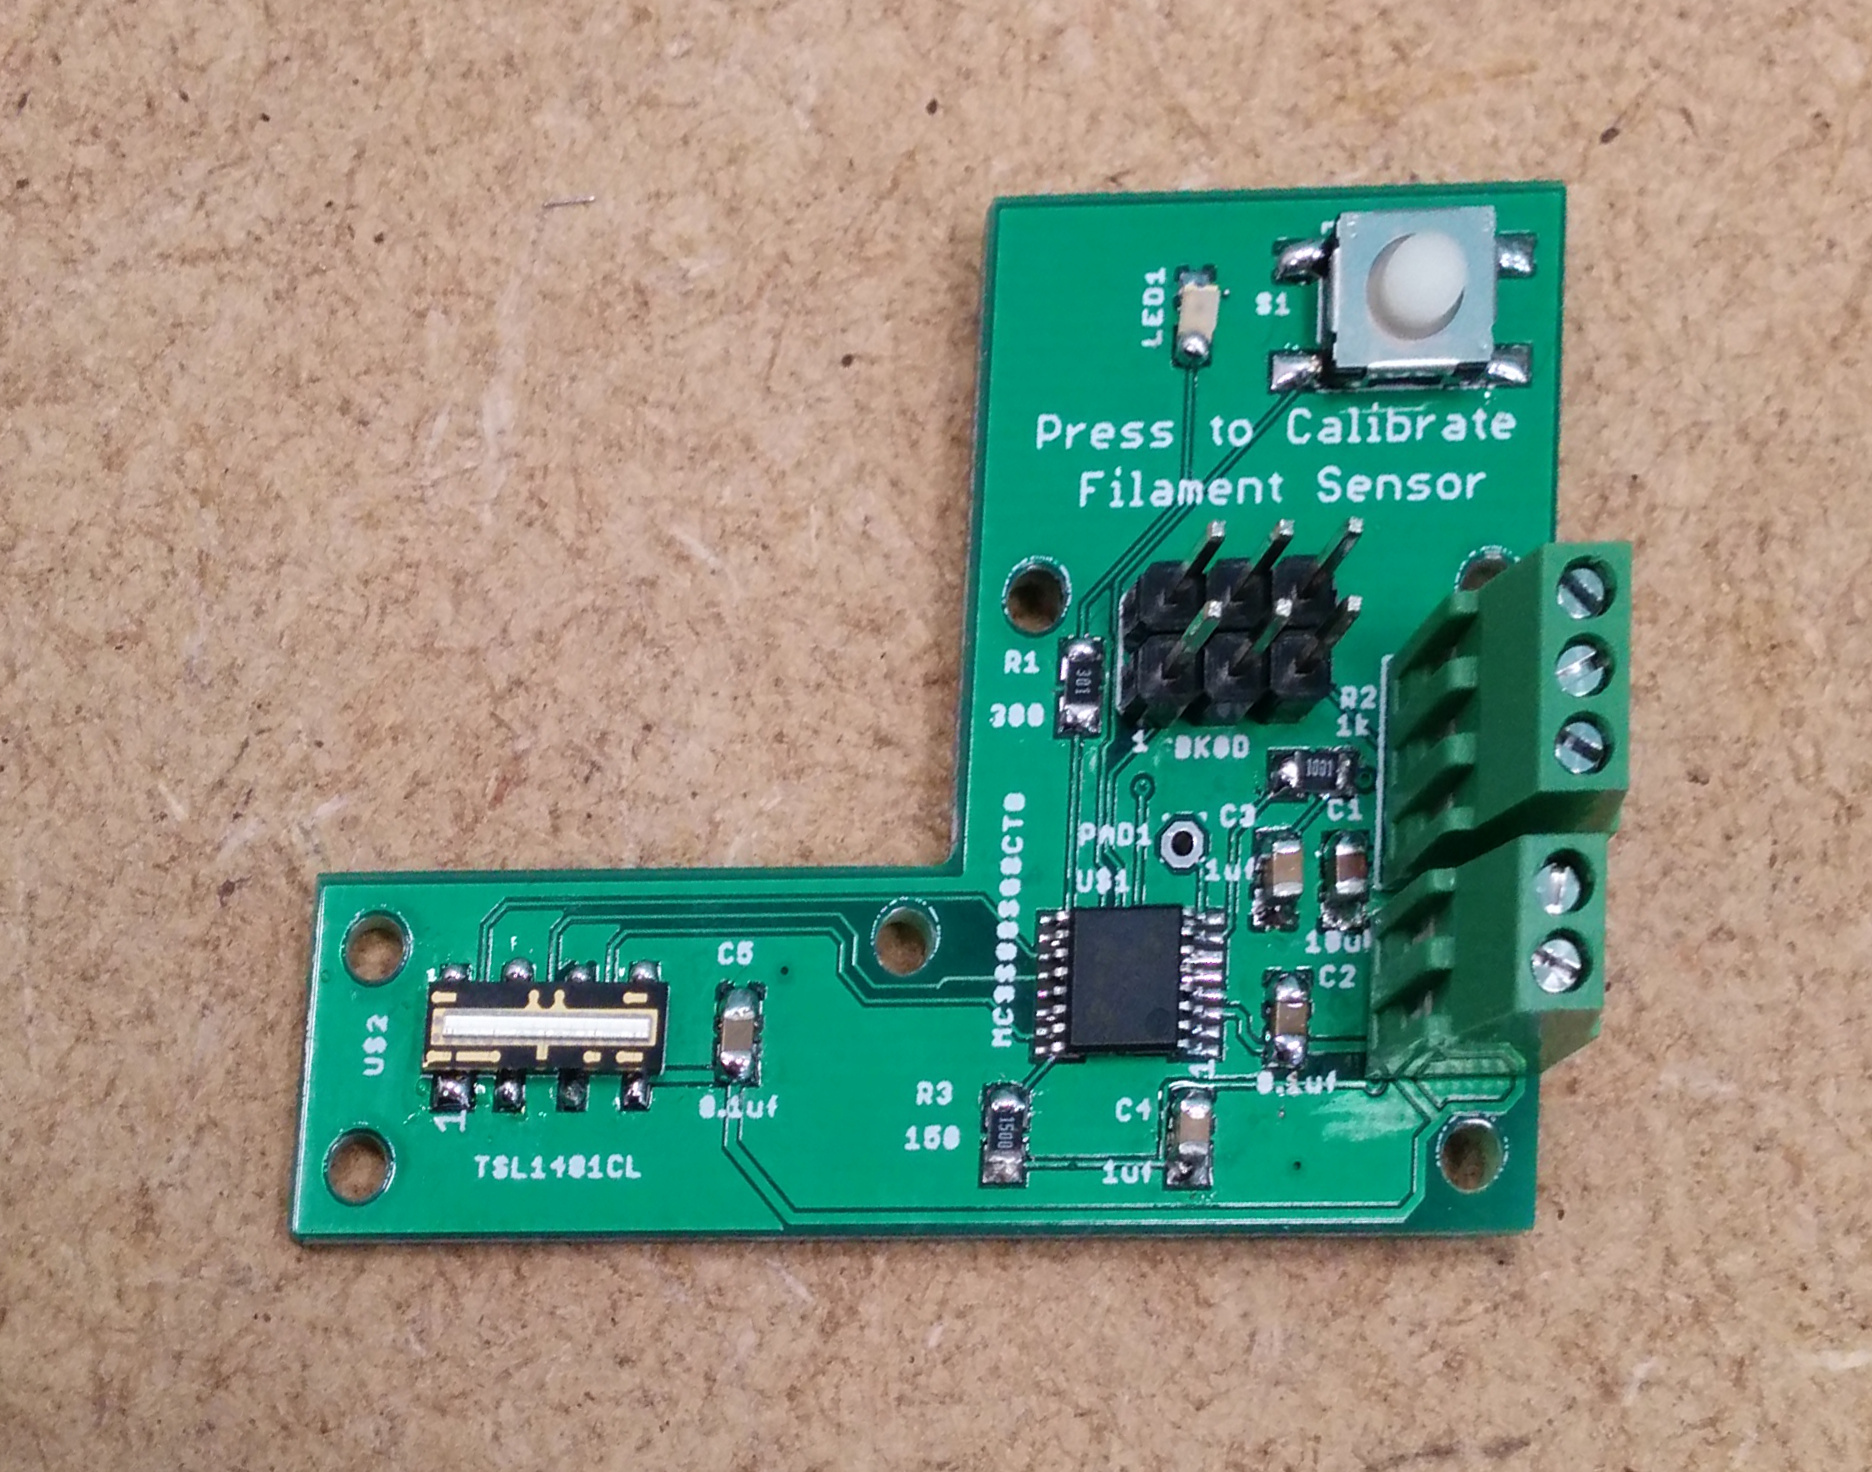 LED1
S1
Press to Calibrate
Filament Sensor
R1
300
R2
1k
1
BKGD
301
1001
C3
C1
PAD1
1uf
US1
10uf
C5
C2
US2
0.1uf
0.1uf
1
R3
150
1500
C4
1uf
1
TSL1401CL